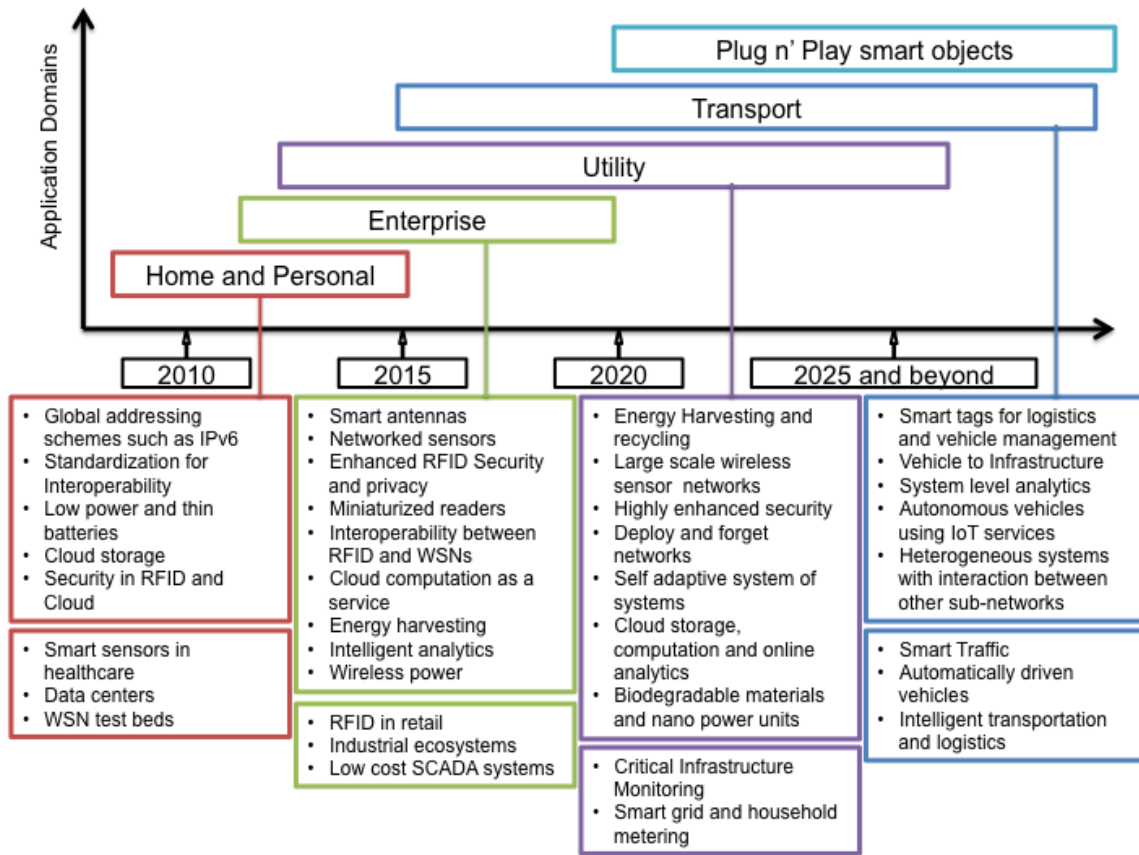 Application Domains
Plug n' Play smart objects
Transport
Utility
Enterprise
Home and Personal
2010
2015
2020
2025 and beyond
• Global addressing
schemes such as IPv6
• Standardization for
Interoperability
• Low power and thin
batteries
• Cloud storage
• Security in RFID and
Cloud
• Smart sensors in
healthcare
• Data centers
• WSN test beds
• Smart antennas
• Networked sensors
• Enhanced RFID Security
and privacy
• Miniaturized readers
• Interoperability between
RFID and WSNs
• Cloud computation as a
service
• Energy harvesting
• Intelligent analytics
• Wireless power
• RFID in retail
• Industrial ecosystems
• Low cost SCADA systems
• Energy Harvesting and
recycling
• Large scale wireless
sensor networks
• Highly enhanced security
• Deploy and forget
networks
• Self adaptive system of
systems
• Cloud storage,
computation and online
analytics
• Biodegradable materials
and nano power units
• Critical Infrastructure
Monitoring
• Smart grid and household
metering
• Smart tags for logistics
and vehicle management
• Vehicle to Infrastructure
• System level analytics
• Autonomous vehicles
using IoT services
• Heterogeneous systems
with interaction between
other sub-networks
• Smart Traffic
• Automatically driven
vehicles
• Intelligent transportation
and logistics